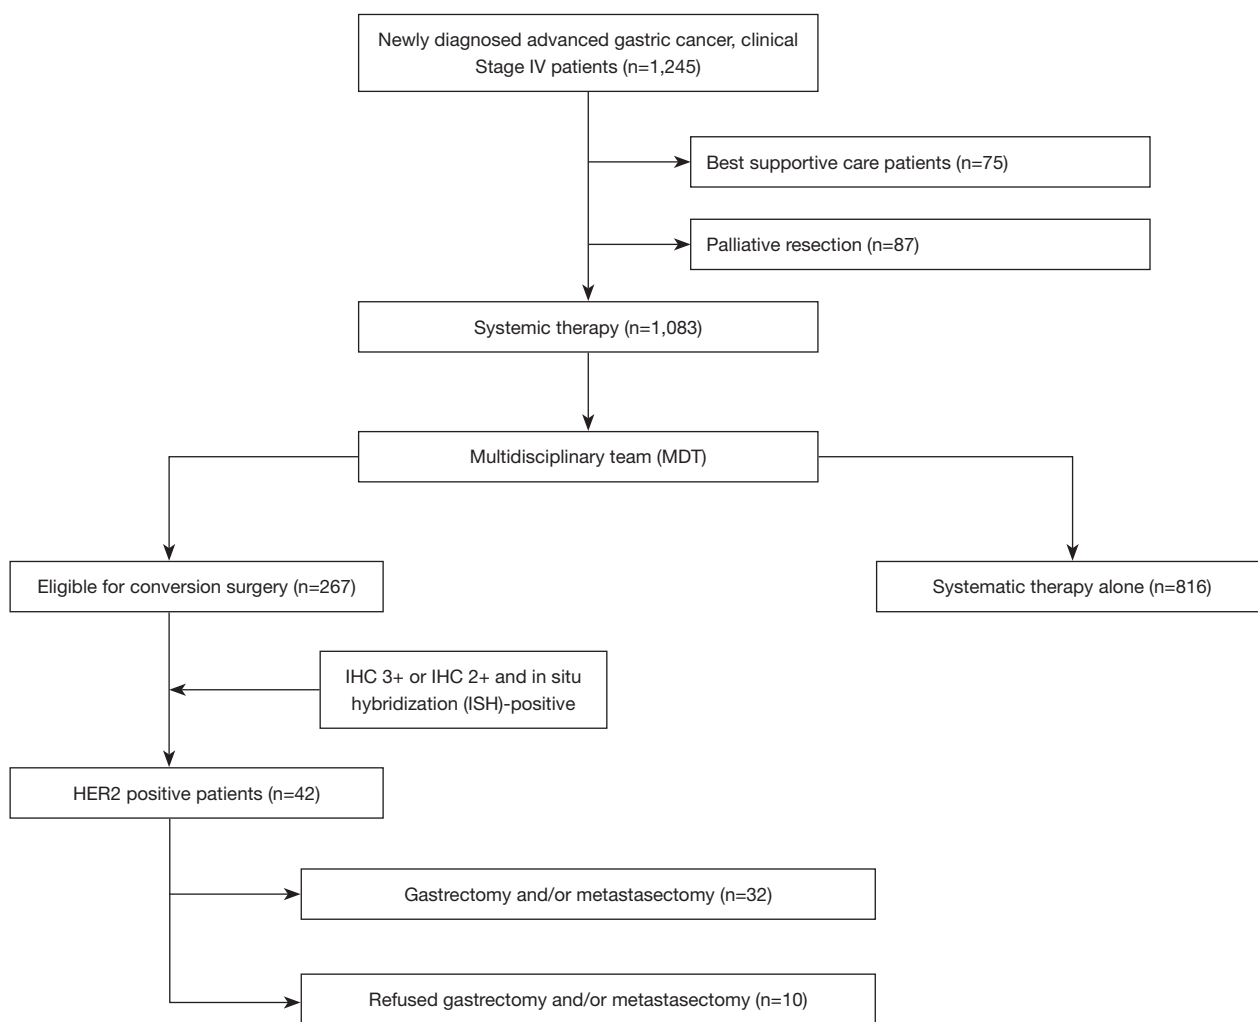 Newly diagnosed advanced gastric cancer, clinical
Stage IV patients (n=1,245)
Best supportive care patients (n=75)
Palliative resection (n=87)
Systemic therapy (n=1,083)
Multidisciplinary team (MDT)
Eligible for conversion surgery (n=267)
Systematic therapy alone (n=816)
IHC 3+ or IHC 2+ and in situ
hybridization (ISH)-positive
HER2 positive patients (n=42)
Gastrectomy and/or metastasectomy (n=32)
Refused gastrectomy and/or metastasectomy (n=10)